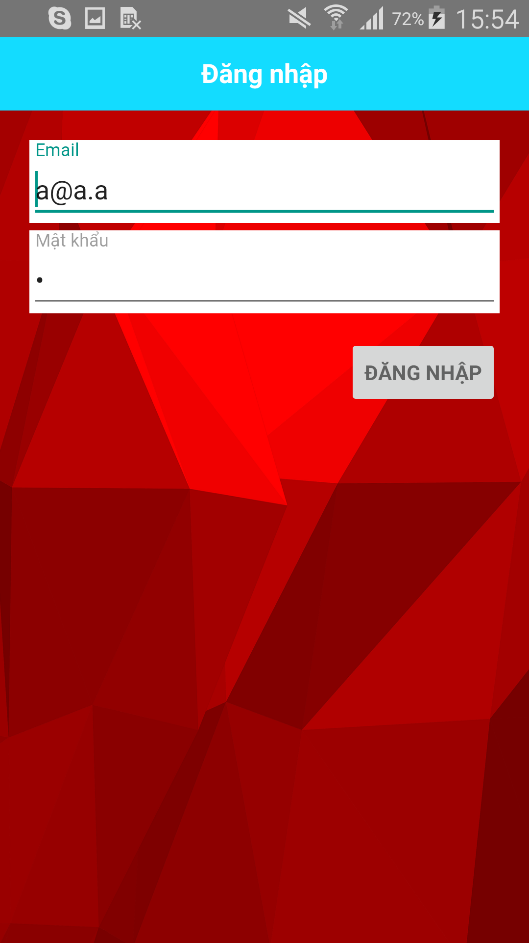 72% 15:54
Đăng nhập
Email
a@a.a
Mật khẩu
•
ĐĂNG NHẬP